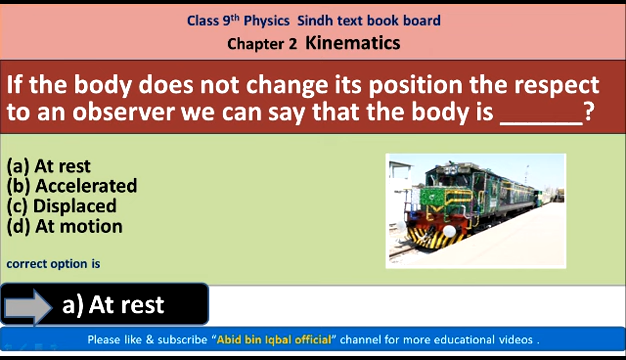 Class 9th Physics Sindh text book board
Chapter 2 Kinematics
If the body does not change its position the respect
to an observer we can say that the body is ______?
(a) At rest
(b) Accelerated
(c) Displaced
(d) At motion
correct option is
a) At rest
Please like & subscribe “Abid bin Iqbal official” channel for more educational videos .